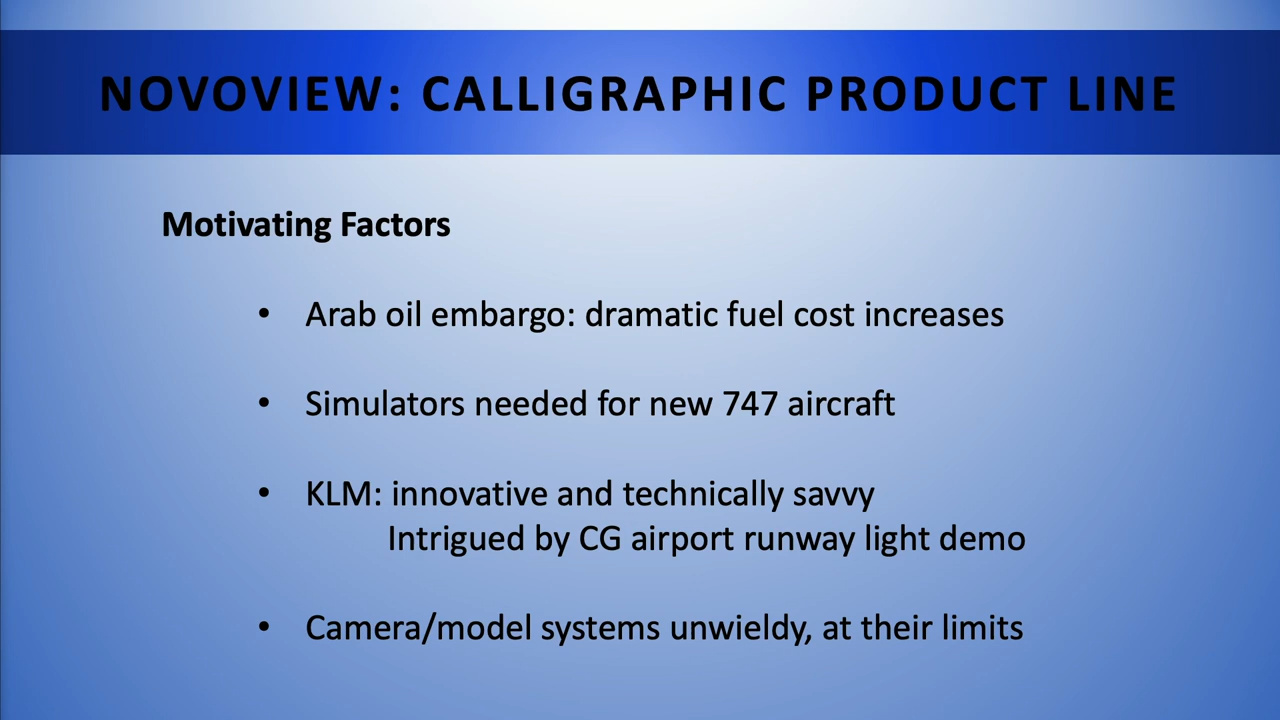 NOVOVIEW: CALLIGRAPHIC PRODUCT LINE
Motivating Factors
• Arab oil embargo: dramatic fuel cost increases
• Simulators needed for new 747 aircraft
• KLM: innovative and technically savvy
Intrigued by CG airport runway light demo
• Camera/model systems unwieldy, at their limits